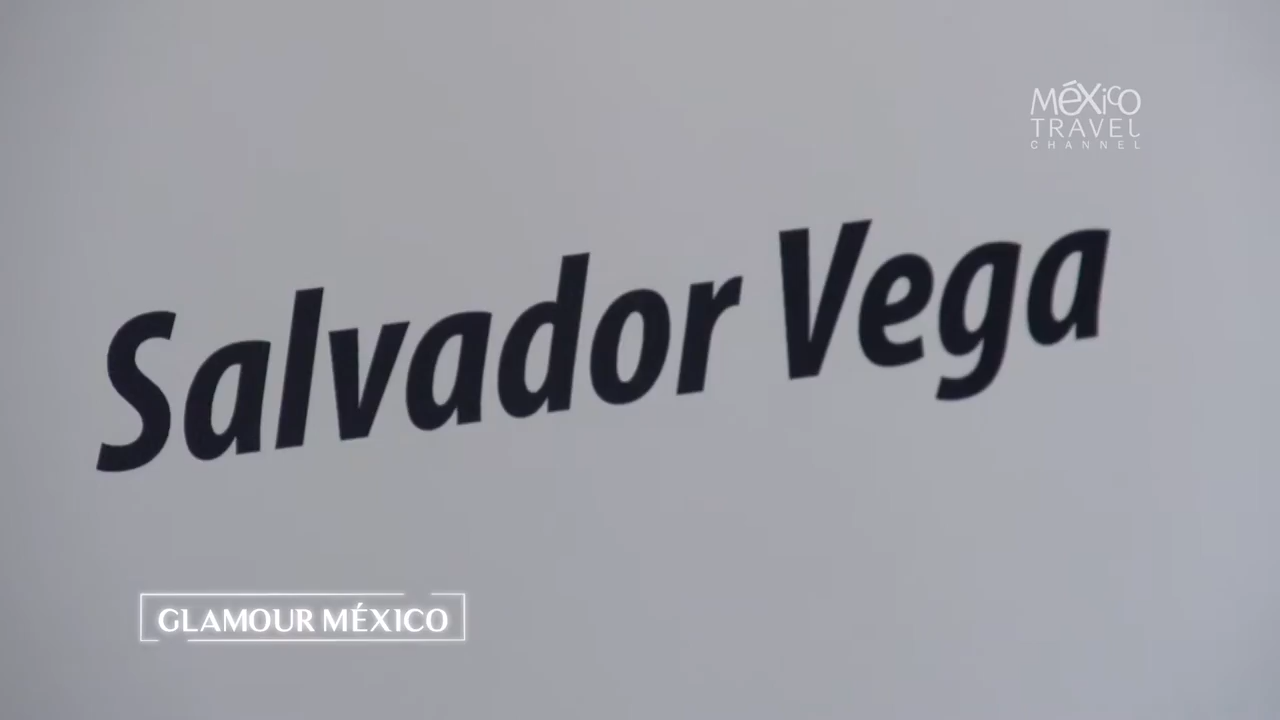 MéXico
TRAVEL
CHANNEL
Salvador Vega
GLAMOUR MÉXICO